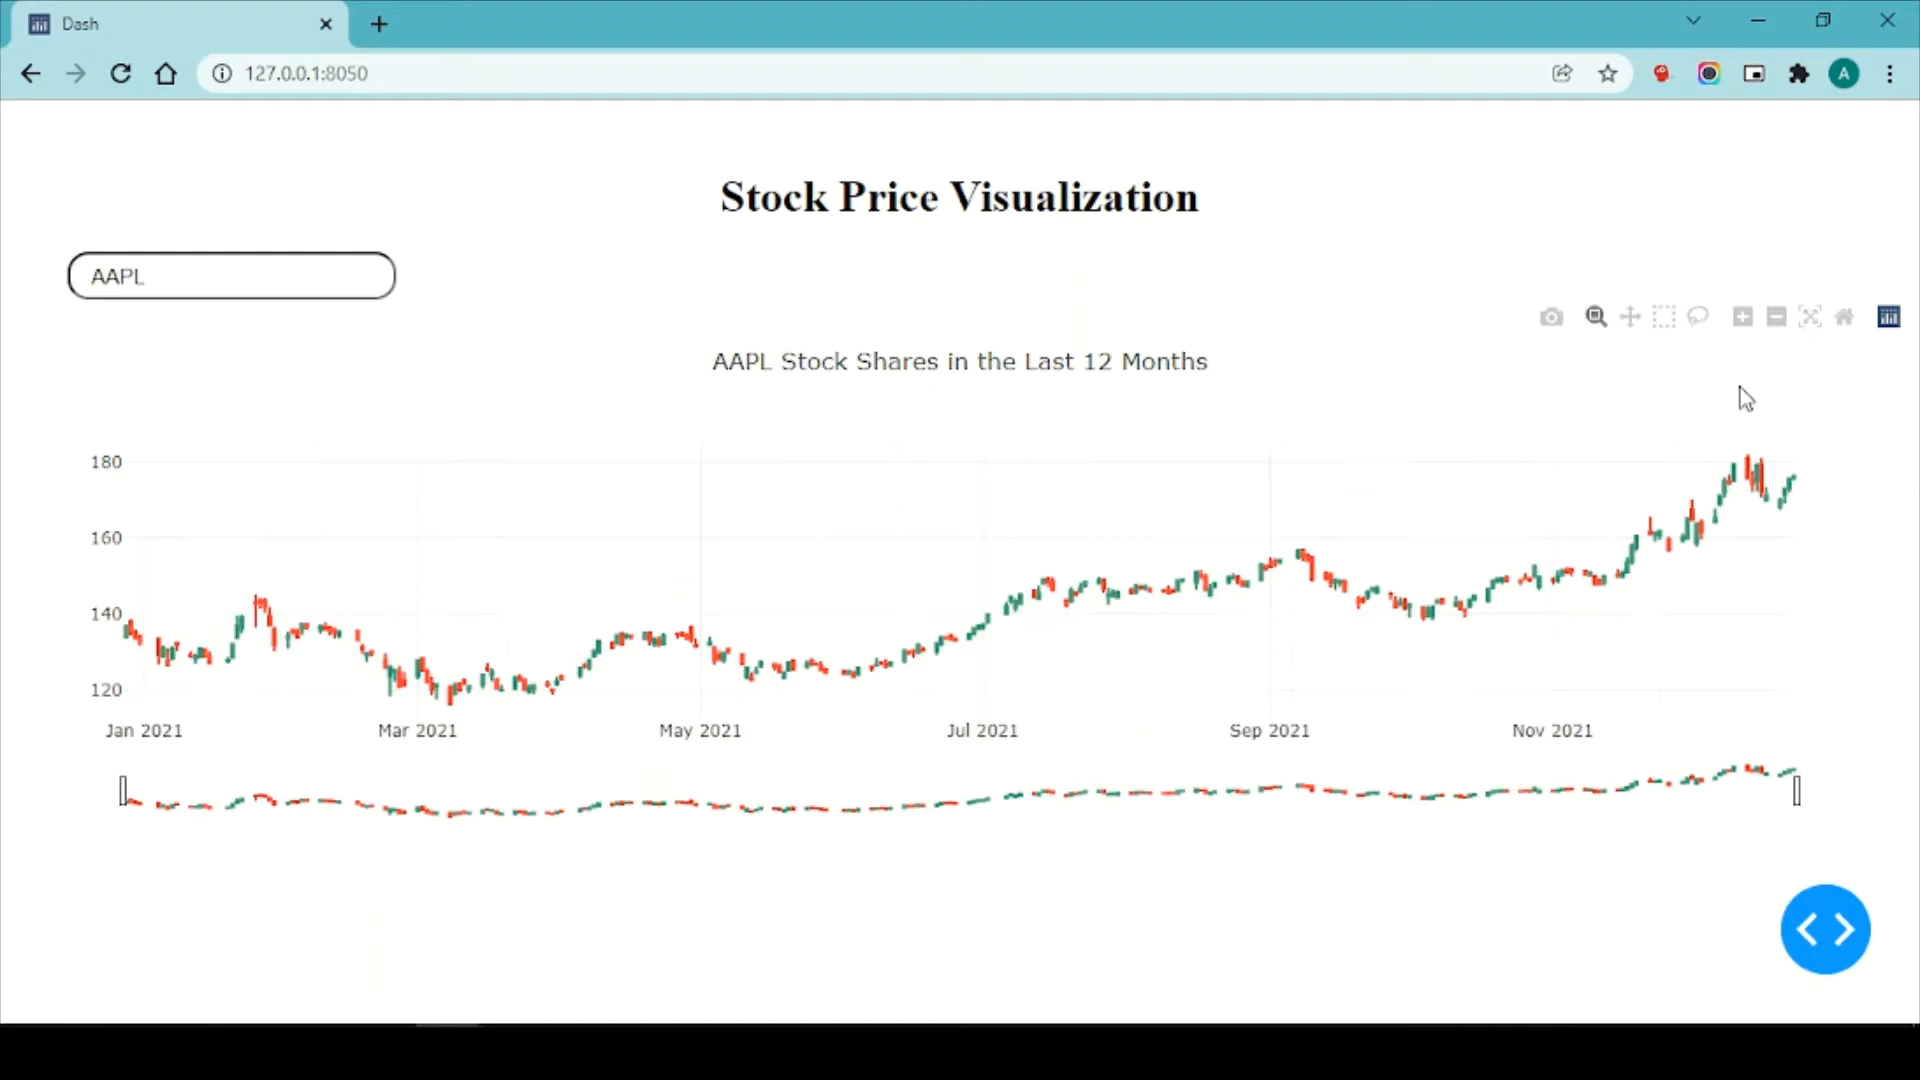 Dash
127.0.0.1:8050
A
Stock Price Visualization
AAPL
AAPL Stock Shares in the Last 12 Months
180
160
140
120
Jan 2021 Mar 2021 May 2021 Jul 2021 Sep 2021 Nov 2021